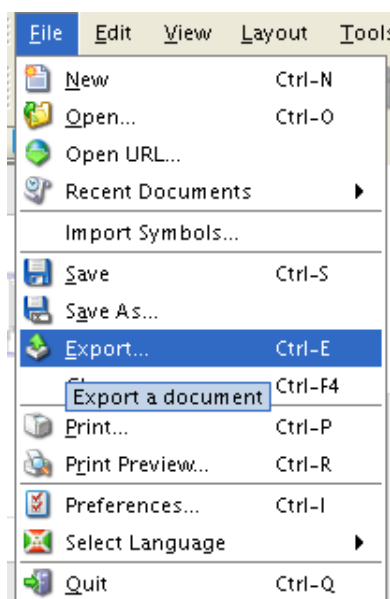 File Edit View Layout Tools
New Ctrl-N
Open... Ctrl-O
Open URL...
Recent Documents
Import Symbols...
Save Ctrl-S
Save As...
Export... Ctrl-E
Ctrl-F4
Export a document
Print... Ctrl-P
Print Preview... Ctrl-R
Preferences... Ctrl-I
Select Language
Quit Ctrl-Q